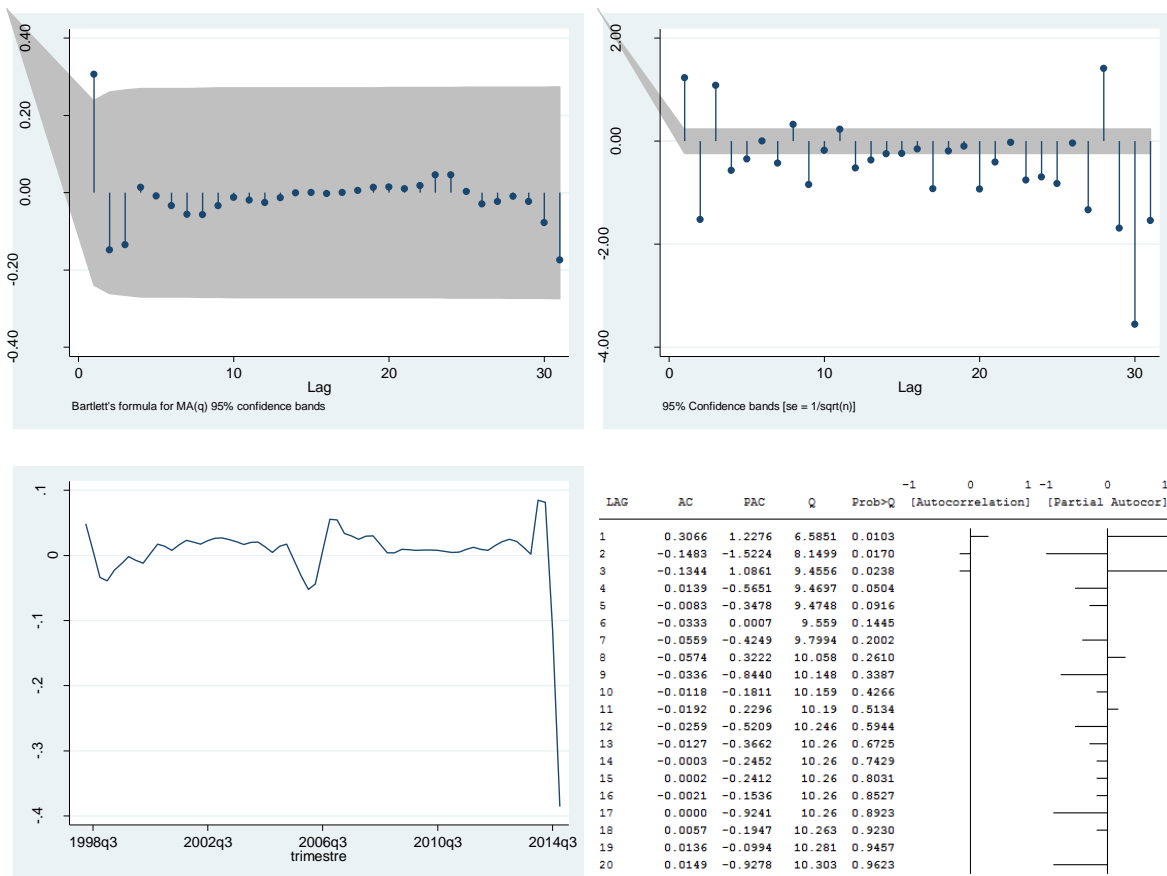 0.40
0.20
0.00
-0.20
-0.40
0
10
20
30
Lag
Bartlett's formula for MA(q) 95% confidence bands
2.00
0.00
-2.00
-4.00
0
10
20
30
Lag
95% Confidence bands [se = 1/sqrt(n)]
.1
0
-.1
-.2
-.3
-.4
1998q3
2002q3
2006q3
2010q3
2014q3
trimestre
-1 0 1 -1 0 1
LAG AC PAC Q Prob>Q [Autocorrelation] [Partial Autocor]
1 0.3066 1.2276 6.5851 0.0103
2 -0.1483 -1.5224 8.1499 0.0170
3 -0.1344 1.0861 9.4556 0.0238
4 0.0139 -0.5651 9.4697 0.0504
5 -0.0083 -0.3478 9.4748 0.0916
6 -0.0333 0.0007 9.559 0.1445
7 -0.0559 -0.4249 9.7994 0.2002
8 -0.0574 0.3222 10.058 0.2610
9 -0.0336 -0.8440 10.148 0.3387
10 -0.0118 -0.1811 10.159 0.4266
11 -0.0192 0.2296 10.19 0.5134
12 -0.0259 -0.5209 10.246 0.5944
13 -0.0127 -0.3662 10.26 0.6725
14 -0.0003 -0.2452 10.26 0.7429
15 0.0002 -0.2412 10.26 0.8031
16 -0.0021 -0.1536 10.26 0.8527
17 0.0000 -0.9241 10.26 0.8923
18 0.0057 -0.1947 10.263 0.9230
19 0.0136 -0.0994 10.281 0.9457
20 0.0149 -0.9278 10.303 0.9623